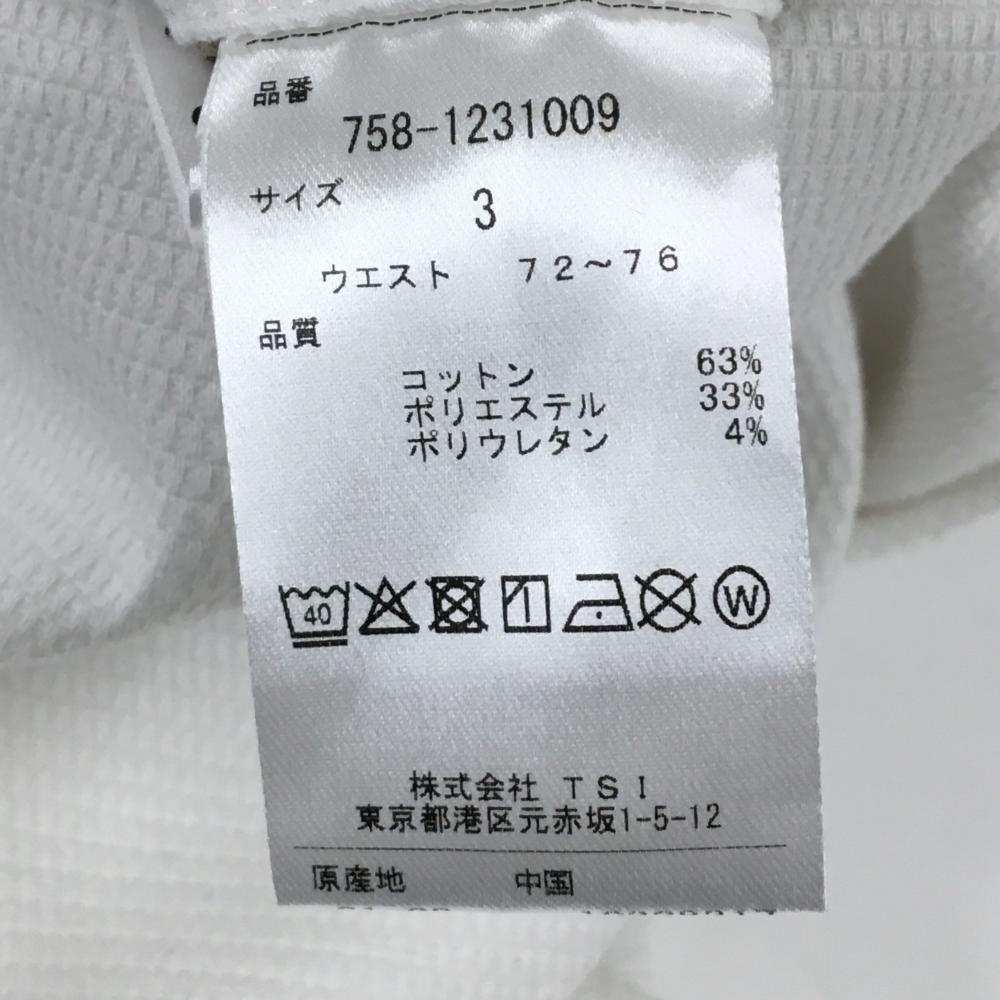 品番
758-1231009
サイズ 3
ウエスト 72～76
品質
コットン 63%
ポリエステル 33%
ポリウレタン 4%
40 W
株式会社 TSI
東京都港区元赤坂1-5-12
原産地 中国